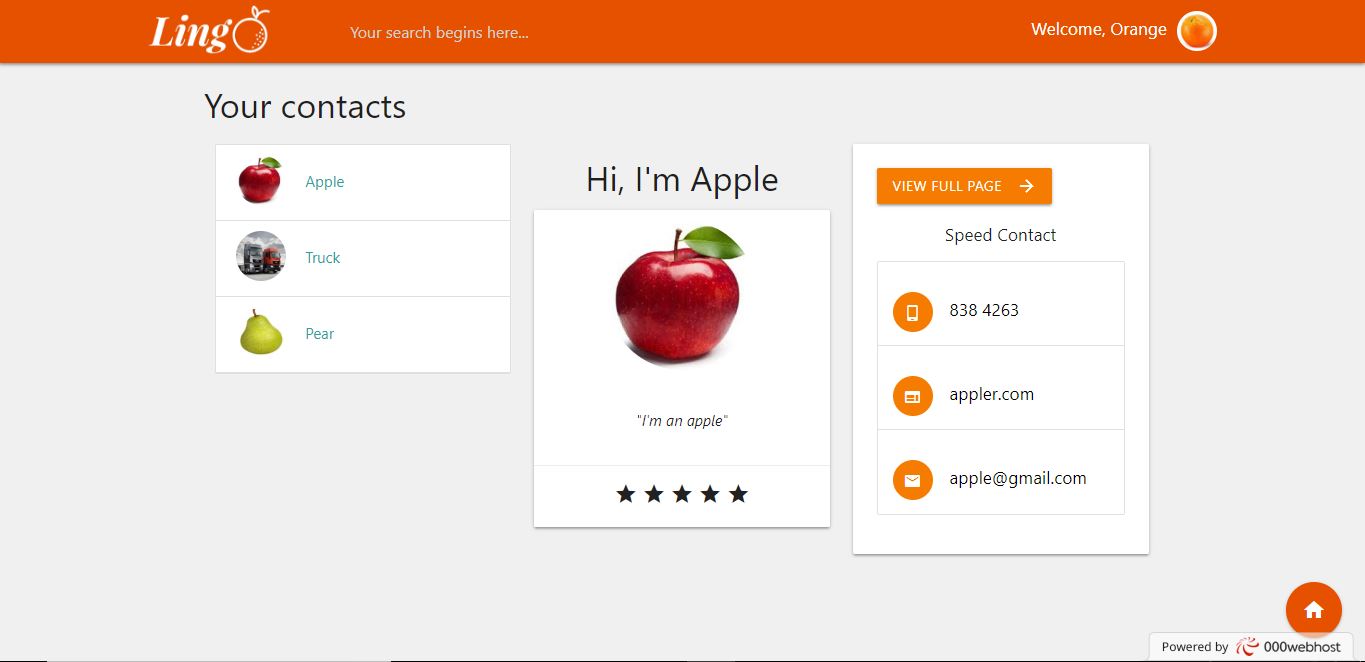 Lingo
Your search begins here...
Welcome, Orange
Your contacts
Apple
Truck
Pear
Hi, I'm Apple
"I'm an apple"
VIEW FULL PAGE
Speed Contact
838 4263
appler.com
apple@gmail.com
Powered by 000webhost